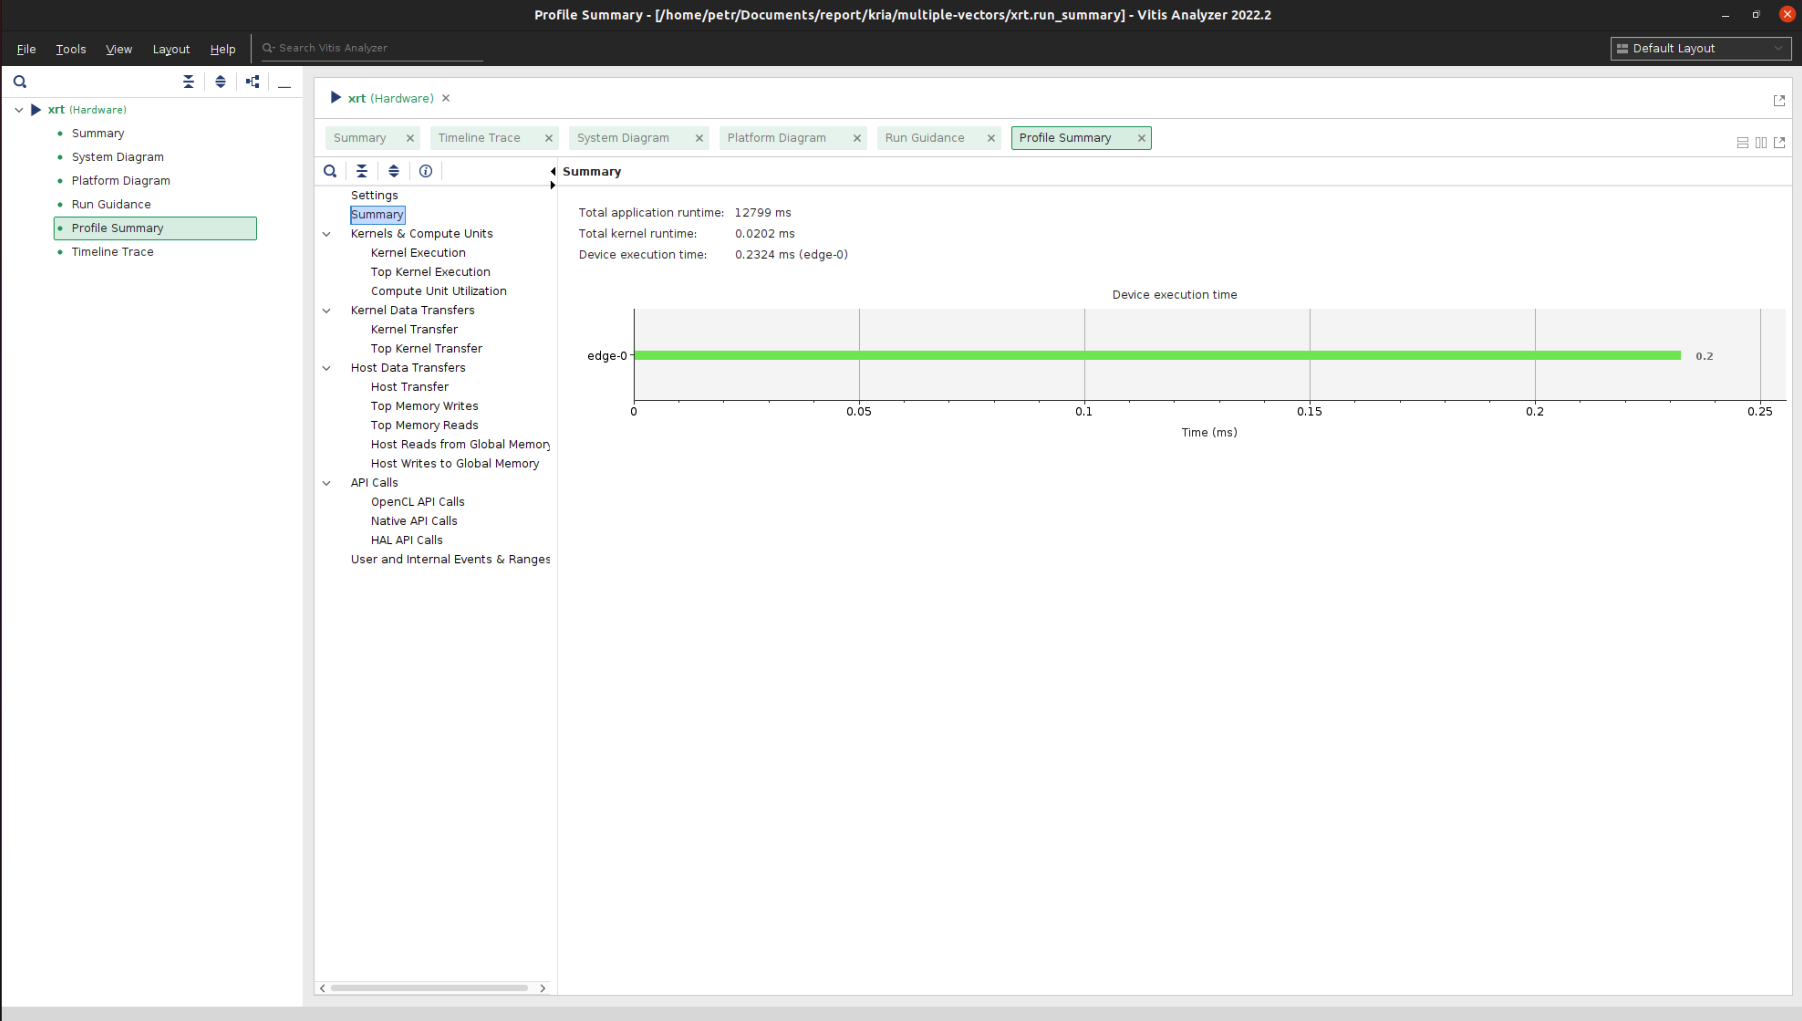 Profile Summary - [/home/petr/Documents/report/kria/multiple-vectors/xrt.run_summary] - Vitis Analyzer 2022.2
File Tools View Layout Help Search Vitis Analyzer Default Layout
xrt (Hardware)
Summary
System Diagram
Platform Diagram
Run Guidance
Profile Summary
Timeline Trace
xrt (Hardware)
Summary Timeline Trace System Diagram Platform Diagram Run Guidance Profile Summary
Settings
Summary
Kernels & Compute Units
Kernel Execution
Top Kernel Execution
Compute Unit Utilization
Kernel Data Transfers
Kernel Transfer
Top Kernel Transfer
Host Data Transfers
Host Transfer
Top Memory Writes
Top Memory Reads
Host Reads from Global Memory
Host Writes to Global Memory
API Calls
OpenCL API Calls
Native API Calls
HAL API Calls
User and Internal Events & Ranges
Summary
Total application runtime: 12799 ms
Total kernel runtime: 0.0202 ms
Device execution time: 0.2324 ms (edge-0)
Device execution time
edge-0 0.2
0 0.05 0.1 0.15 0.2 0.25
Time (ms)